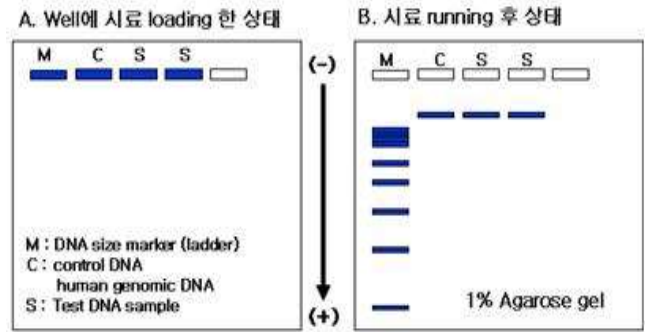 A. Well에 시료 loading 한 상태
M C S S
M : DNA size marker (ladder)
C : control DNA
human genomic DNA
S : Test DNA sample
(-)
(+)
B. 시료 running 후 상태
M C S S
1% Agarose gel